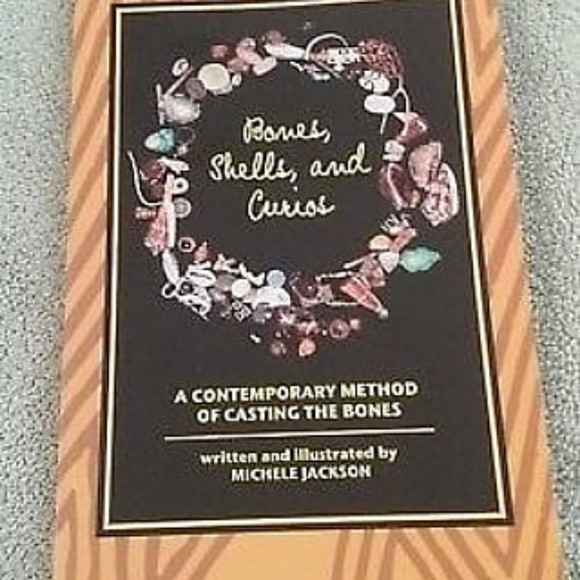 Bones,
Shells, and
Curios
A CONTEMPORARY METHOD
OF CASTING THE BONES
written and illustrated by
MICHELE JACKSON